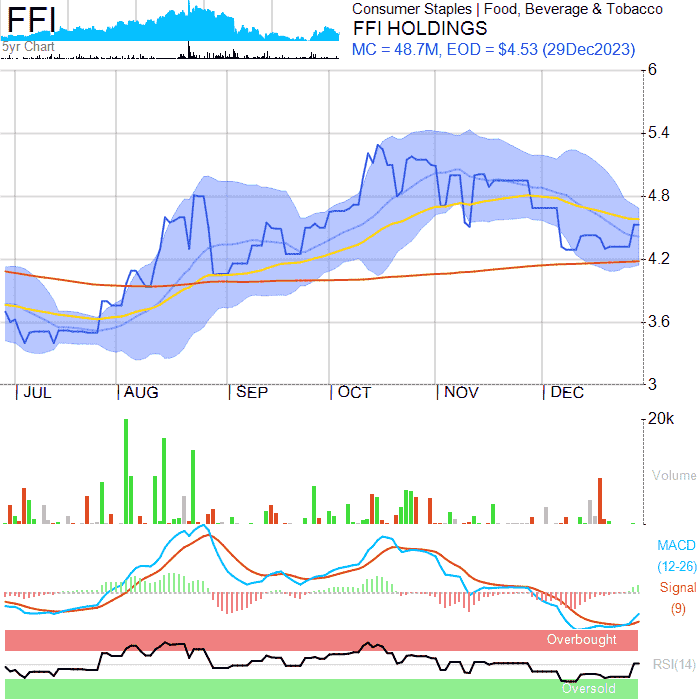 FFI
5yr Chart
Consumer Staples | Food, Beverage & Tobacco
FFI HOLDINGS
MC = 48.7M, EOD = $4.53 (29Dec2023)
6
5.4
4.8
4.2
3.6
3
| JUL | AUG | SEP | OCT | NOV | DEC
20k
Volume
MACD
(12-26)
Signal
(9)
Overbought
RSI(14)
Oversold